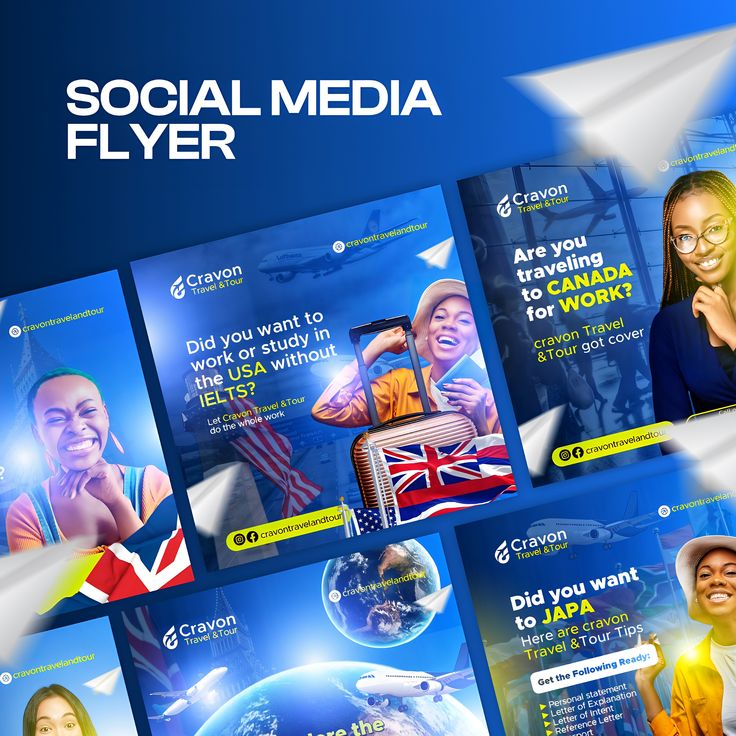 SOCIAL MEDIA
FLYER
cravontravelandtour
?
Cravon
Travel &Tour
cravontravelandtour
Lufthansa
Did you want to
work or study in
the USA without
IELTS?
Let Cravon Travel &Tour
do the whole work
cravontravelandtour
Cravon
Travel &Tour
cravontravelandtour
Are you
traveling
to CANADA
for WORK?
cravon Travel
&Tour got cover
cravontravelandtour
cravontravelandtour
Cravon
Travel &Tour
cravontravelandtour
the
Cravon
Travel &Tour
cravontravelandtour
Did you want
to JAPA
Here are cravon
Travel &Tour Tips
Get the Following Ready:
Personal statement
Letter of Explanation
Letter of Intent
Reference Letter